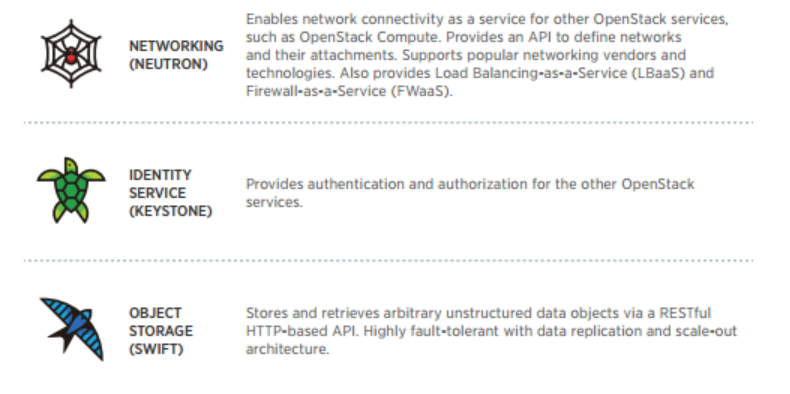 NETWORKING
(NEUTRON)
Enables network connectivity as a service for other OpenStack services,
such as OpenStack Compute. Provides an API to define networks
and their attachments. Supports popular networking vendors and
technologies. Also provides Load Balancing-as-a-Service (LBaaS) and
Firewall-as-a-Service (FWaaS).
IDENTITY
SERVICE
(KEYSTONE)
Provides authentication and authorization for the other OpenStack
services.
OBJECT
STORAGE
(SWIFT)
Stores and retrieves arbitrary unstructured data objects via a RESTful
HTTP-based API. Highly fault-tolerant with data replication and scale-out
architecture.